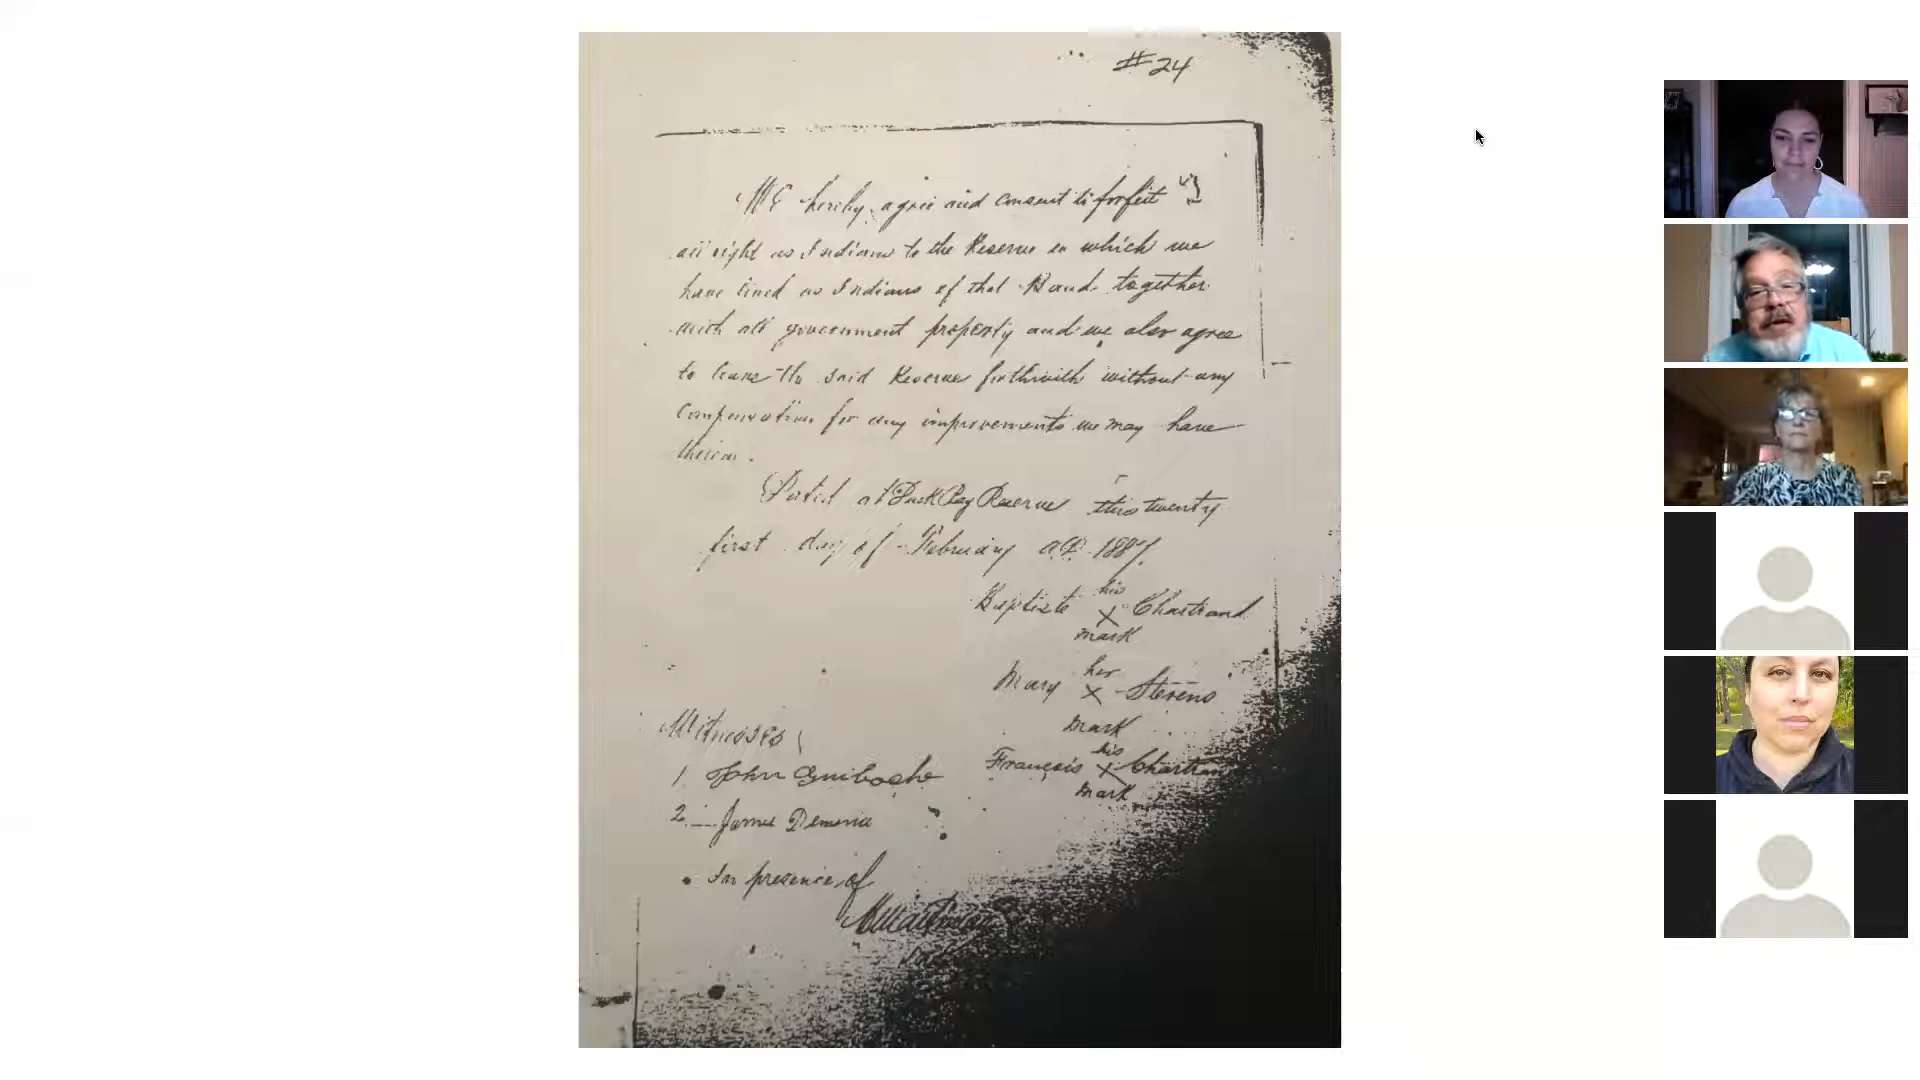 #24
We hereby agree and consent to forfeit
all right as Indians to the Reserve on which we
have lived as Indians of that Band together
with all government property and we also agree
to leave the said Reserve forthwith without any
compensation for any improvements we may have
thereon.
Dated at Duck Bay Reserve this twenty
first day of February AD 1887.
Baptiste his x Chartrand
mark
Mary her x Stevens
mark
Witnesses
François his x Chartran
mark
1. John Guiboche
2. James Demerie
In presence of